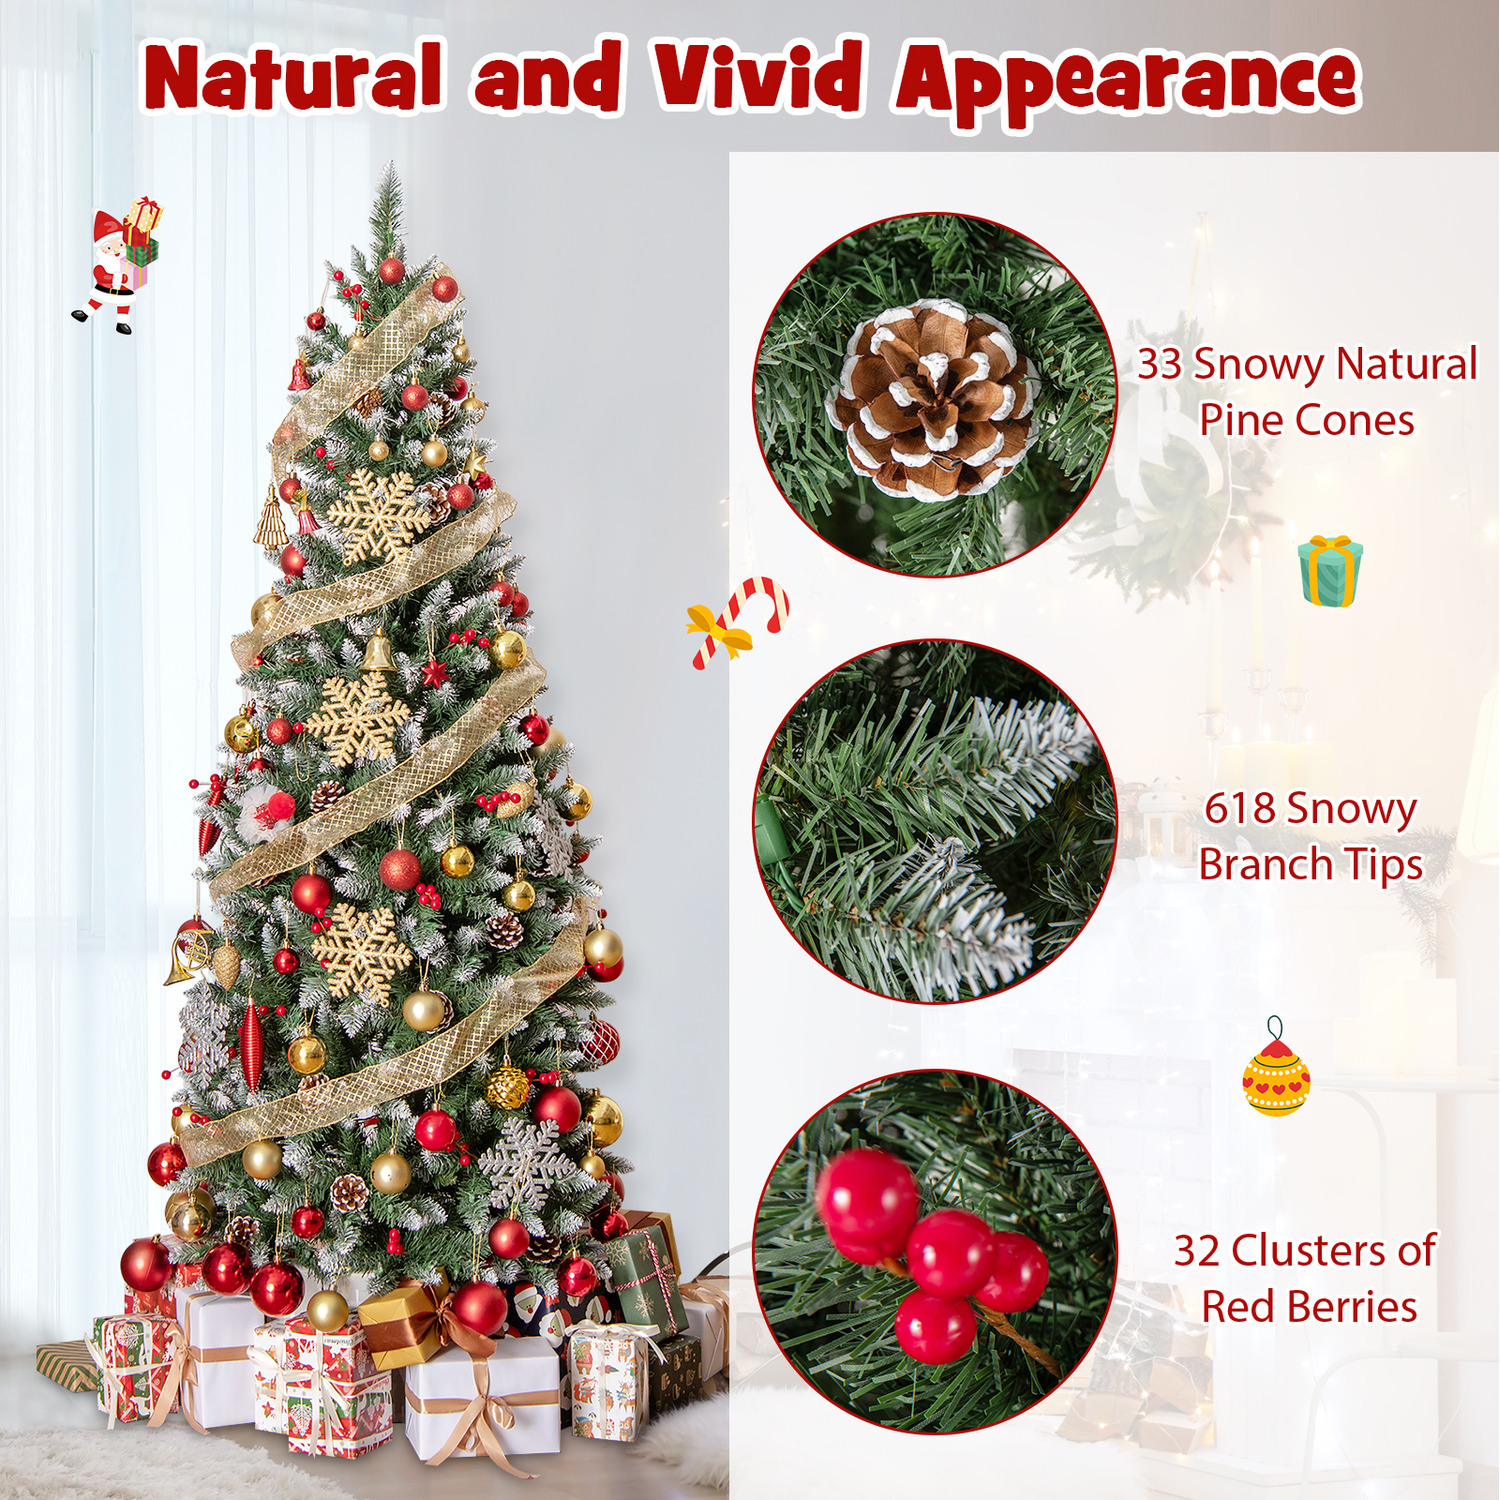 Natural and Vivid Appearance
33 Snowy Natural
Pine Cones
618 Snowy
Branch Tips
32 Clusters of
Red Berries